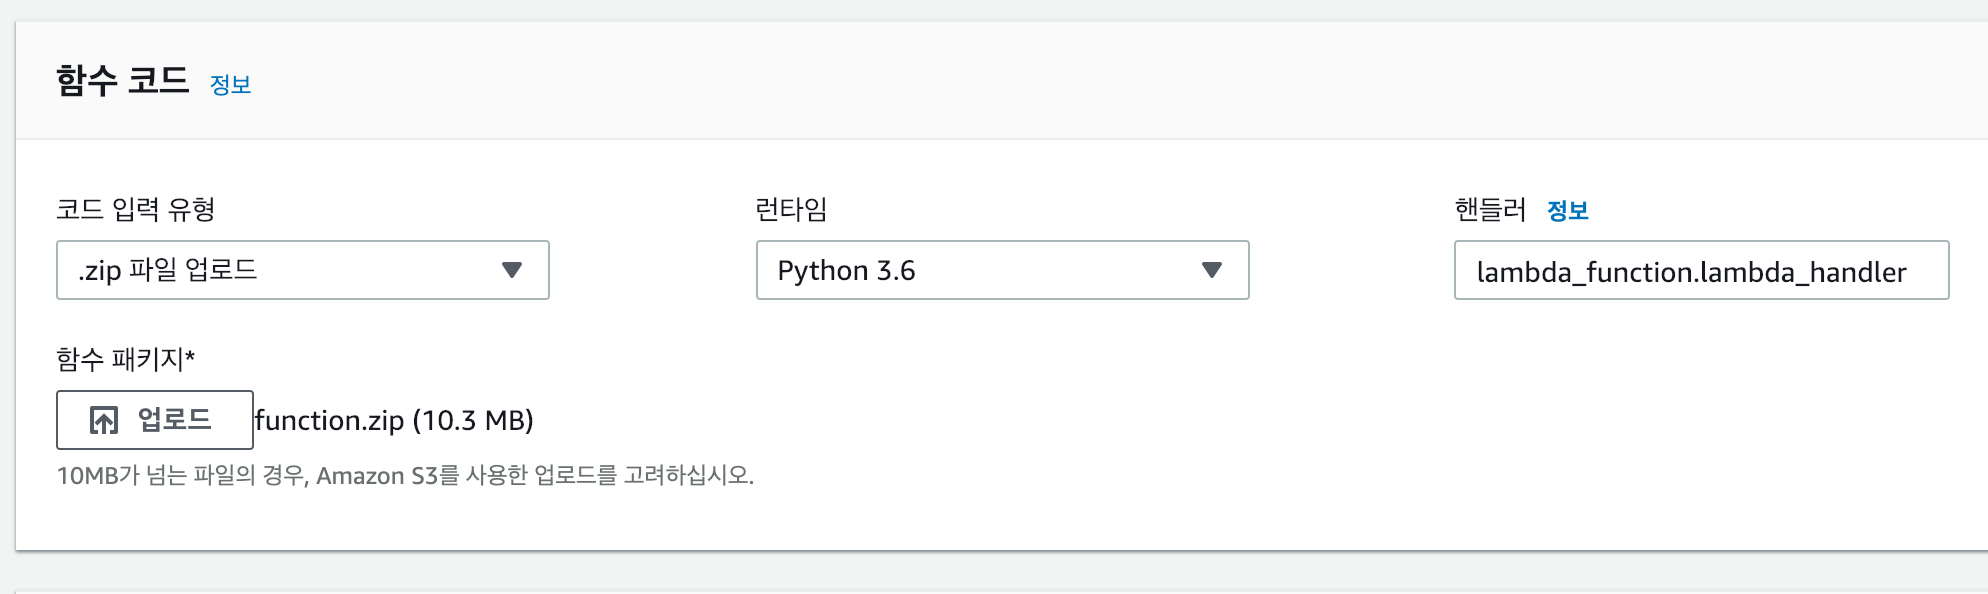 함수 코드 정보
코드 입력 유형
런타임
핸들러 정보
.zip 파일 업로드
Python 3.6
lambda_function.lambda_handler
함수 패키지*
업로드 function.zip (10.3 MB)
10MB가 넘는 파일의 경우, Amazon S3를 사용한 업로드를 고려하십시오.